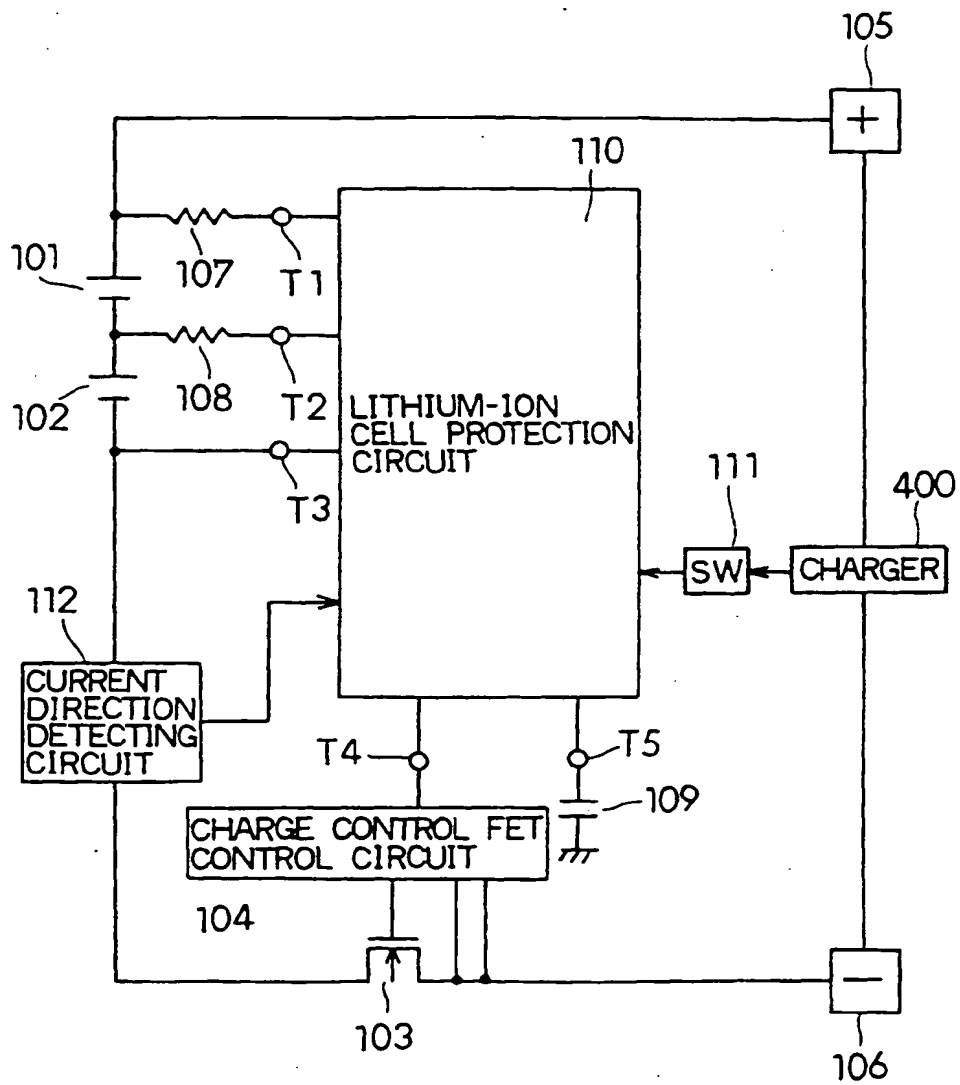 105
+
110
101
107
T1
102
108
T2
LITHIUM-ION
CELL PROTECTION
CIRCUIT
T3
111
400
SW
CHARGER
112
CURRENT
DIRECTION
DETECTING
CIRCUIT
T4
T5
109
CHARGE CONTROL FET
CONTROL CIRCUIT
104
103
−
106